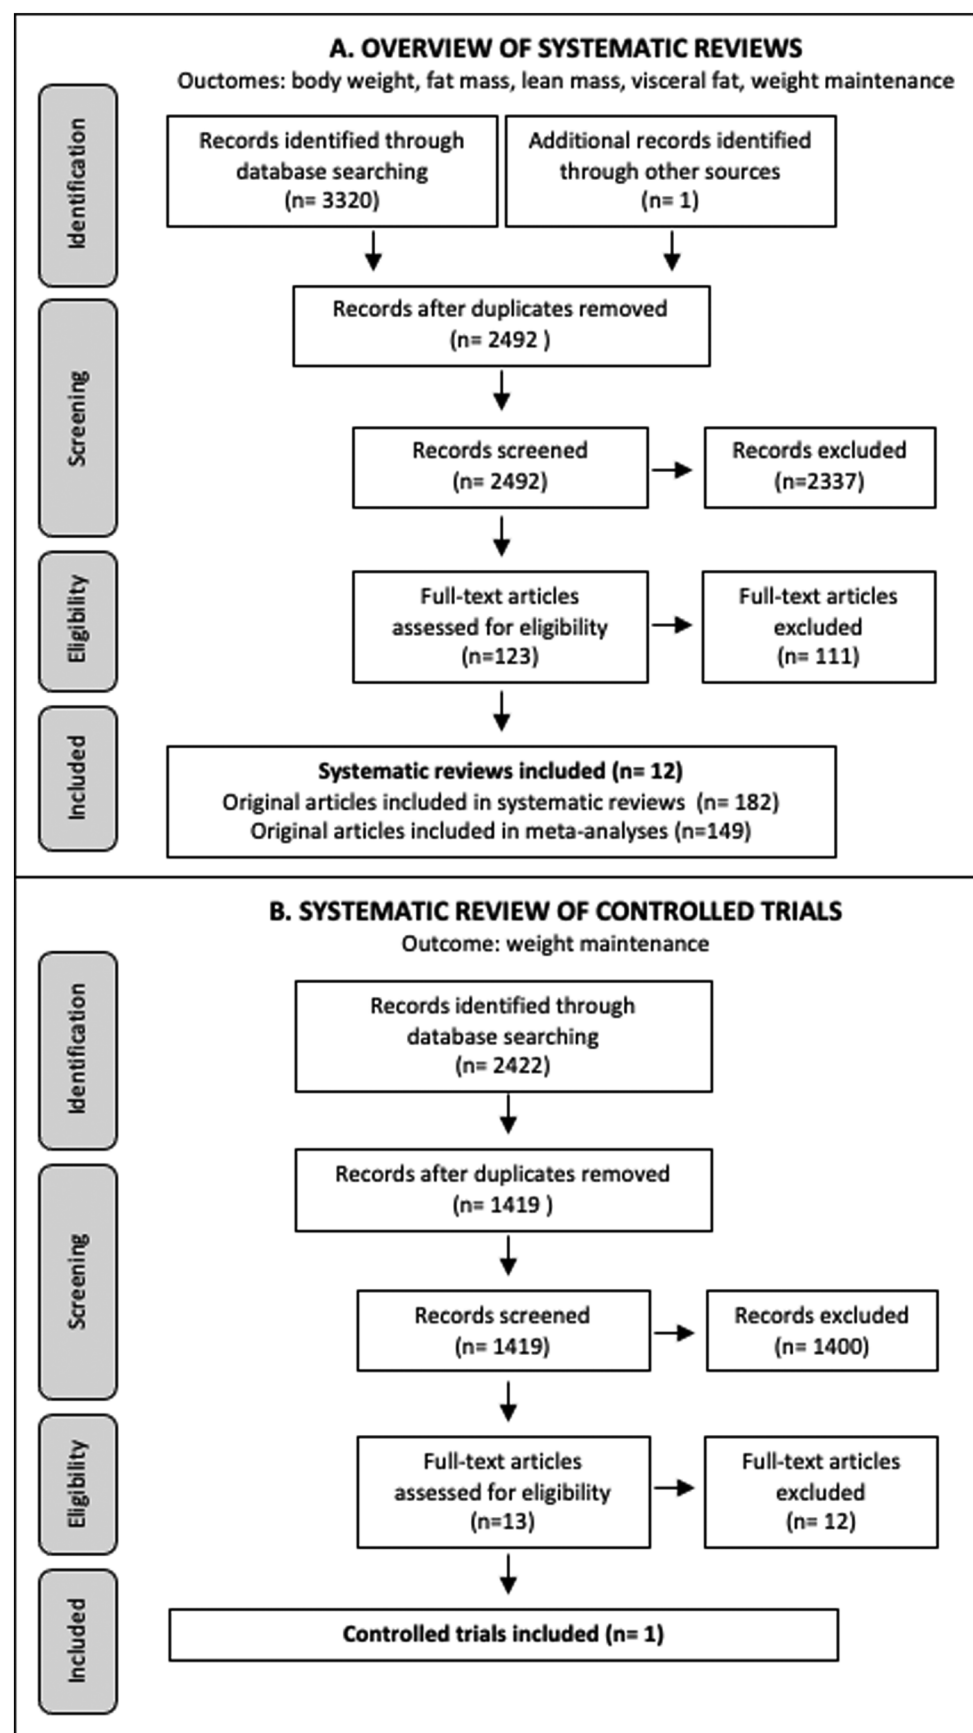 A. OVERVIEW OF SYSTEMATIC REVIEWS
Ouctomes: body weight, fat mass, lean mass, visceral fat, weight maintenance
Identification
Records identified through
database searching
(n= 3320)
Additional records identified
through other sources
(n= 1)
Screening
Records after duplicates removed
(n= 2492 )
Records screened
(n= 2492)
Records excluded
(n=2337)
Eligibility
Full-text articles
assessed for eligibility
(n=123)
Full-text articles
excluded
(n= 111)
Included
Systematic reviews included (n= 12)
Original articles included in systematic reviews  (n= 182)
Original articles included in meta-analyses (n=149)
B. SYSTEMATIC REVIEW OF CONTROLLED TRIALS
Outcome: weight maintenance
Identification
Records identified through
database searching
(n= 2422)
Screening
Records after duplicates removed
(n= 1419 )
Records screened
(n= 1419)
Records excluded
(n= 1400)
Eligibility
Full-text articles
assessed for eligibility
(n=13)
Full-text articles
excluded
(n= 12)
Included
Controlled trials included (n= 1)